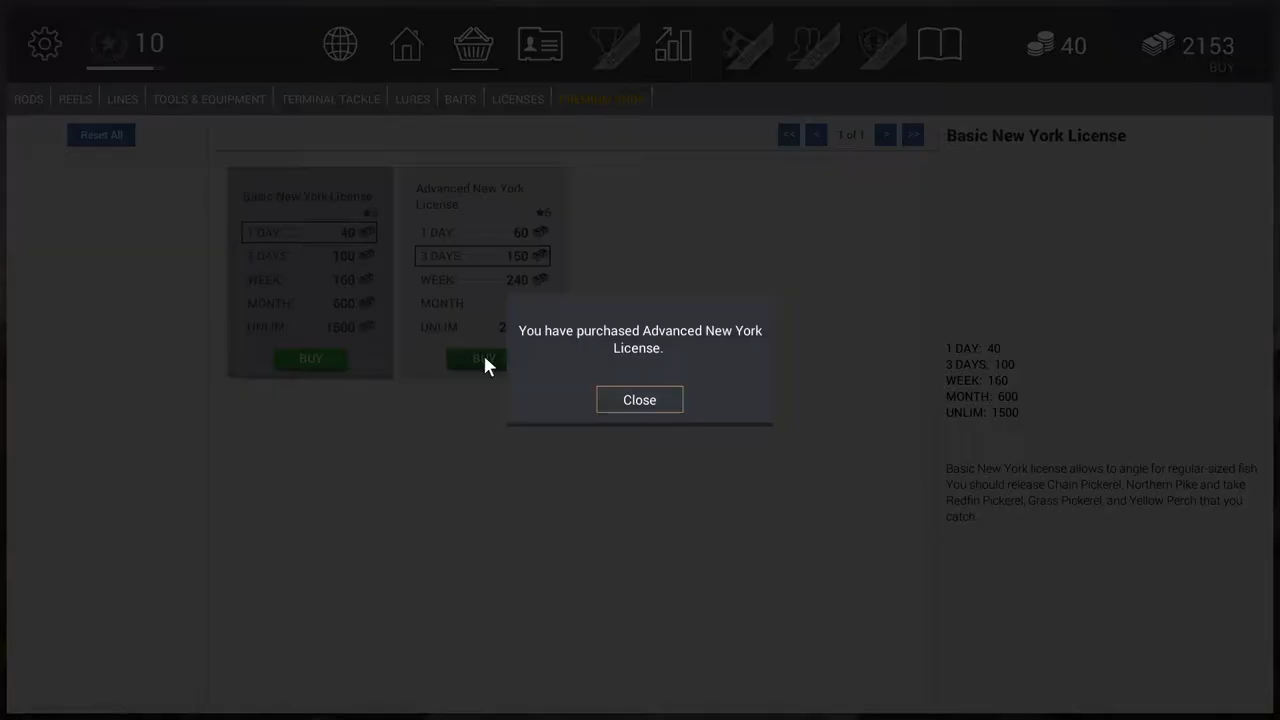 10
40
2153
BUY
RODS REELS LINES TOOLS & EQUIPMENT TERMINAL TACKLE LURES BAITS LICENSES PREMIUM SHOP
Reset All
<< < 1 of 1 > >>
Basic New York License
Basic New York License
1 DAY: 40
3 DAYS: 100
WEEK: 160
MONTH: 600
UNLIM: 1500
BUY
Advanced New York
License
★6
1 DAY: 60
3 DAYS: 150
WEEK: 240
MONTH
UNLIM 2
BUY
You have purchased Advanced New York
License.
Close
1 DAY: 40
3 DAYS: 100
WEEK: 160
MONTH: 600
UNLIM: 1500
Basic New York license allows to angle for regular-sized fish
You should release Chain Pickerel, Northern Pike and take
Redfin Pickerel, Grass Pickerel, and Yellow Perch that you
catch.